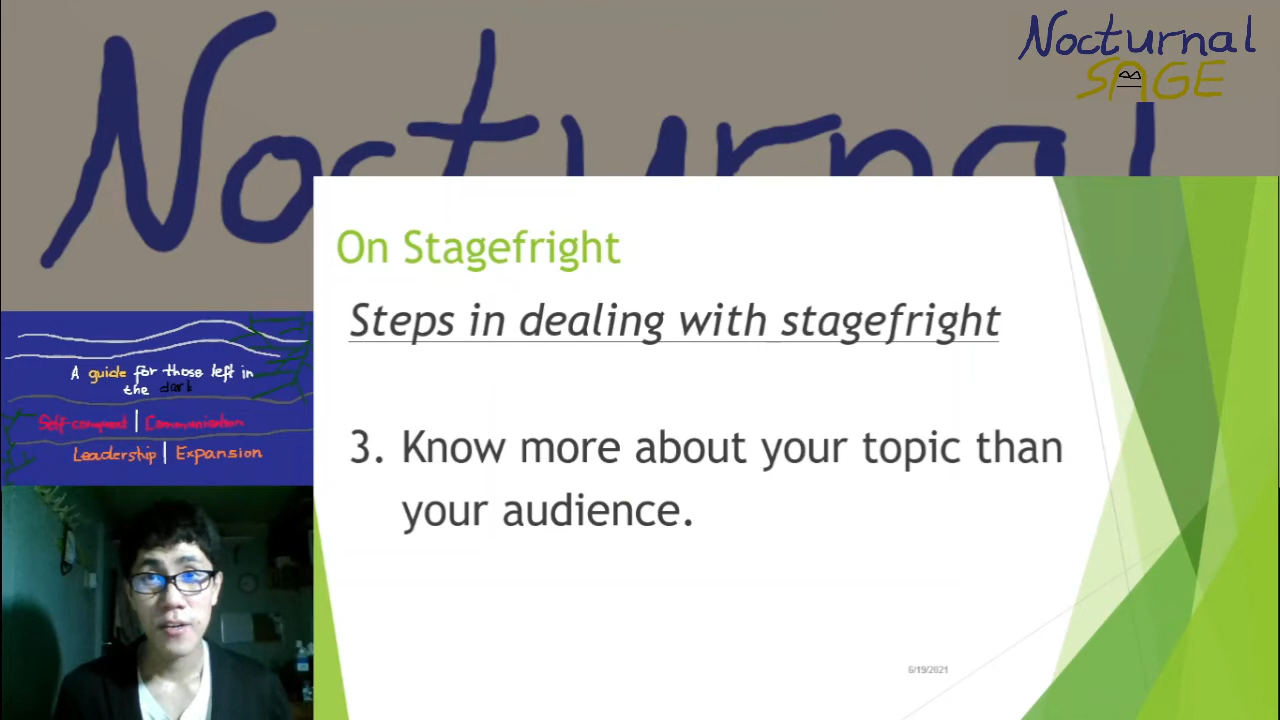 Nocturnal
Nocturnal
SAGE
On Stagefright
Steps in dealing with stagefright
3. Know more about your topic than
your audience.
A guide for those left in
the dark
Self-conquest | Communication
Leadership | Expansion
6/19/2021